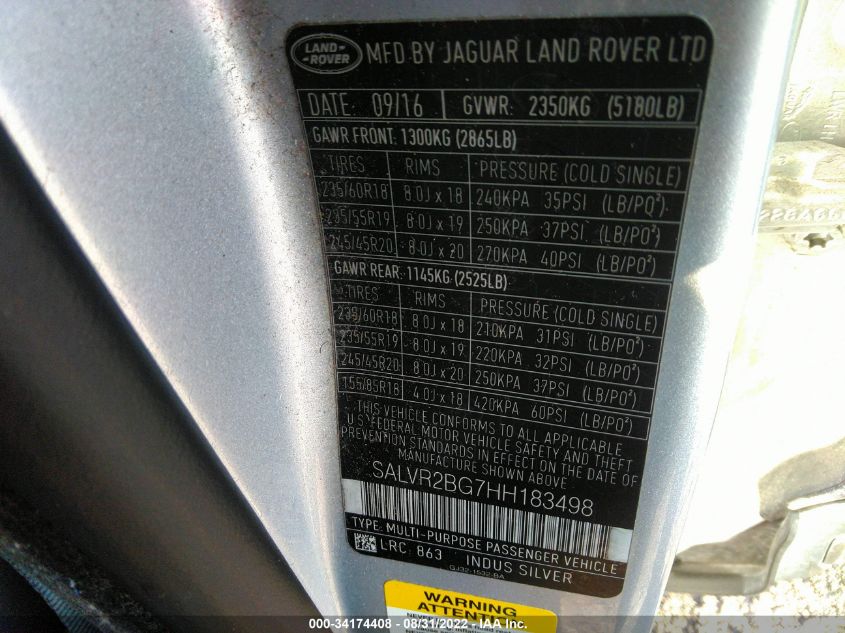 LAND-
-ROVER
MFD BY JAGUAR LAND ROVER LTD
DATE: 09/16 GVWR: 2350KG (5180LB)
GAWR FRONT: 1300KG (2865LB)
TIRES RIMS PRESSURE (COLD SINGLE)
235/60R18 8.0J x 18 240KPA 35PSI (LB/PO²)
235/55R19 8.0J x 19 250KPA 37PSI (LB/PO²)
245/45R20 8.0J x 20 270KPA 40PSI (LB/PO²)
GAWR REAR: 1145KG (2525LB)
TIRES RIMS PRESSURE (COLD SINGLE)
235/60R18 8.0J x 18 210KPA 31PSI (LB/PO²)
235/55R19 8.0J x 19 220KPA 32PSI (LB/PO²)
245/45R20 8.0J x 20 250KPA 37PSI (LB/PO²)
155/85R18 4.0J x 18 420KPA 60PSI (LB/PO²)
THIS VEHICLE CONFORMS TO ALL APPLICABLE
U.S. FEDERAL MOTOR VEHICLE SAFETY AND THEFT
PREVENTION STANDARDS IN EFFECT ON THE DATE OF
MANUFACTURE SHOWN ABOVE.
SALVR2BG7HH183498
TYPE: MULTI-PURPOSE PASSENGER VEHICLE
LRC: 863 INDUS SILVER
GJ32-1532-BA
WARNING
000-34174408 - 08/31/2022 - IAA Inc.